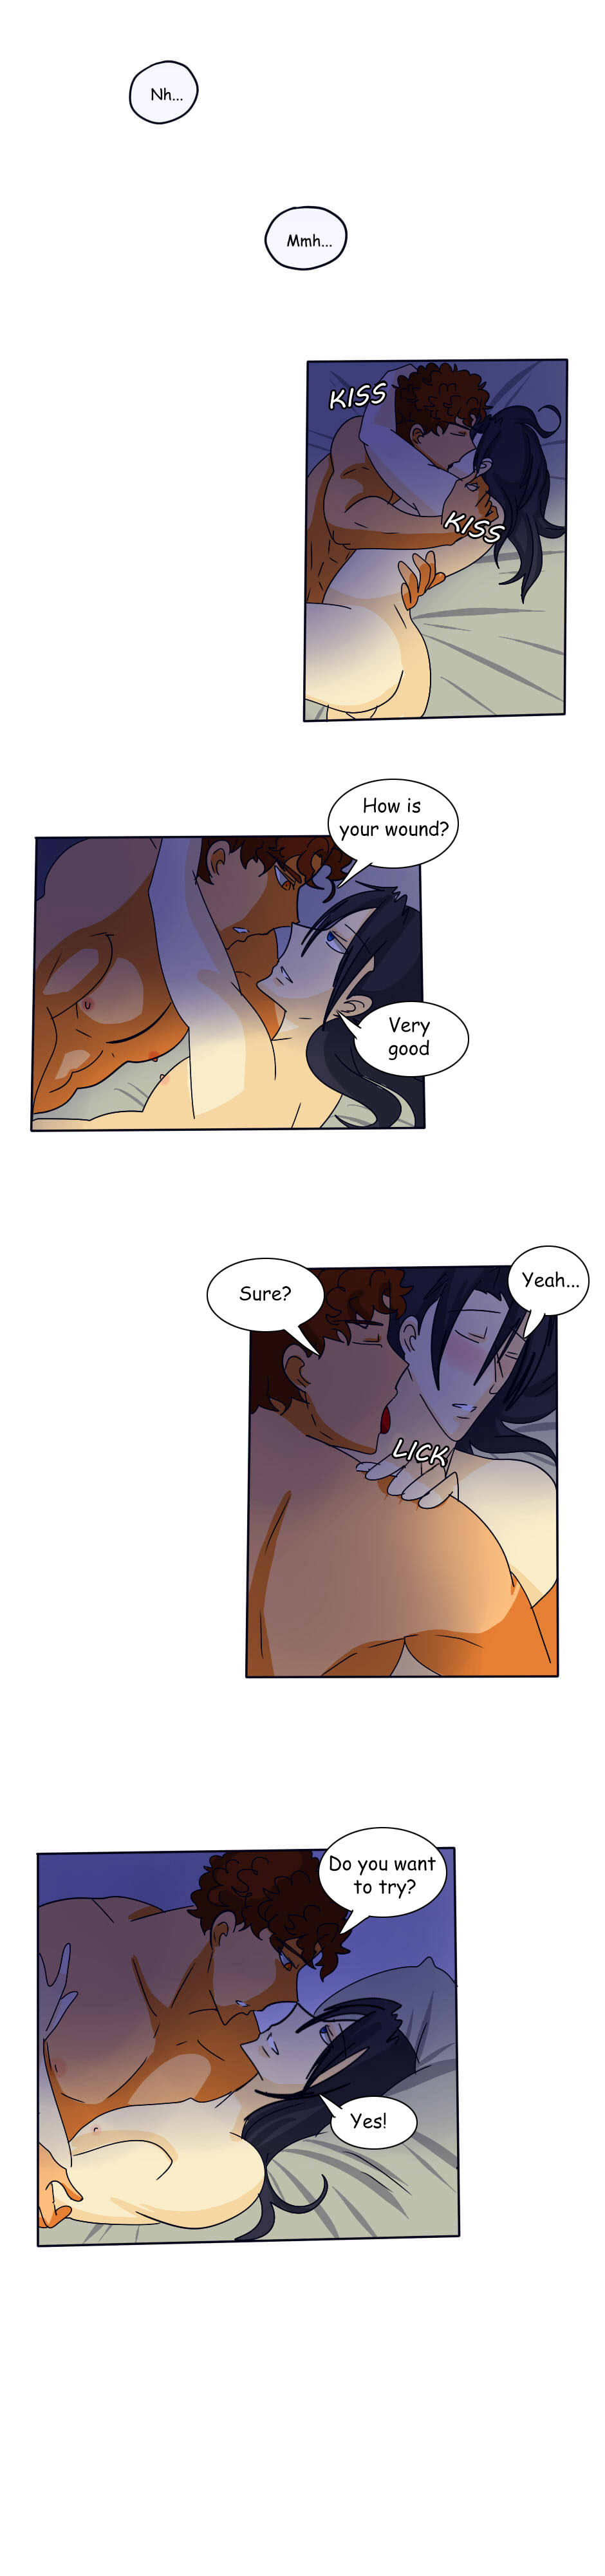 Nh...
Mmh...
KISS
KISS
How is
your wound?
Very
good
Sure?
Yeah...
LICK
Do you want
to try?
Yes!